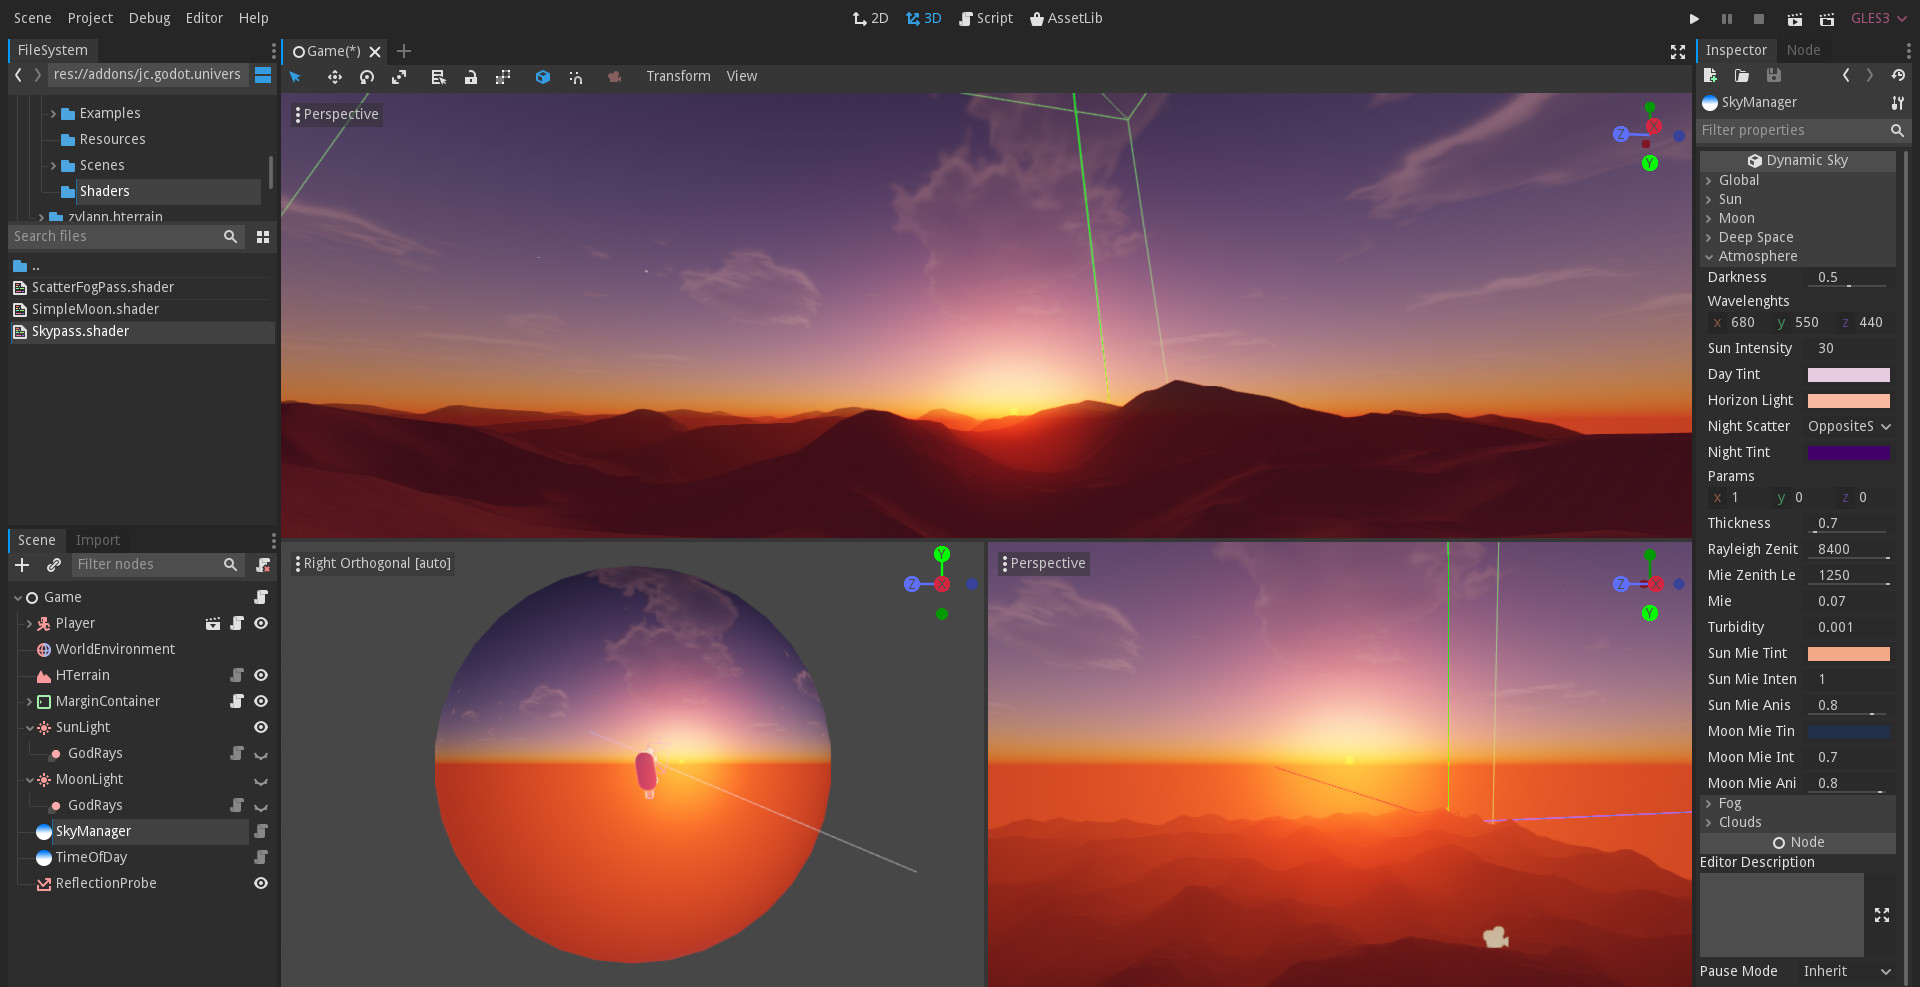 Scene Project Debug Editor Help
2D 3D Script AssetLib
GLES3
FileSystem
res://addons/jc.godot.univers
Examples
Resources
Scenes
Shaders
zylann.hterrain
Search files
..
ScatterFogPass.shader
SimpleMoon.shader
Skypass.shader
Scene Import
Filter nodes
Game
Player
WorldEnvironment
HTerrain
MarginContainer
SunLight
GodRays
MoonLight
GodRays
SkyManager
TimeOfDay
ReflectionProbe
Game(*)
Transform View
Perspective
Z X Y
Right Orthogonal [auto]
Y
Z X
Perspective
Z X
Y
Inspector Node
SkyManager
Filter properties
Dynamic Sky
Global
Sun
Moon
Deep Space
Atmosphere
Darkness 0.5
Wavelenghts
x 680 y 550 z 440
Sun Intensity 30
Day Tint
Horizon Light
Night Scatter OppositeS
Night Tint
Params
x 1 y 0 z 0
Thickness 0.7
Rayleigh Zenit 8400
Mie Zenith Le 1250
Mie 0.07
Turbidity 0.001
Sun Mie Tint
Sun Mie Inten 1
Sun Mie Anis 0.8
Moon Mie Tin
Moon Mie Int 0.7
Moon Mie Ani 0.8
Fog
Clouds
Node
Editor Description
Pause Mode Inherit